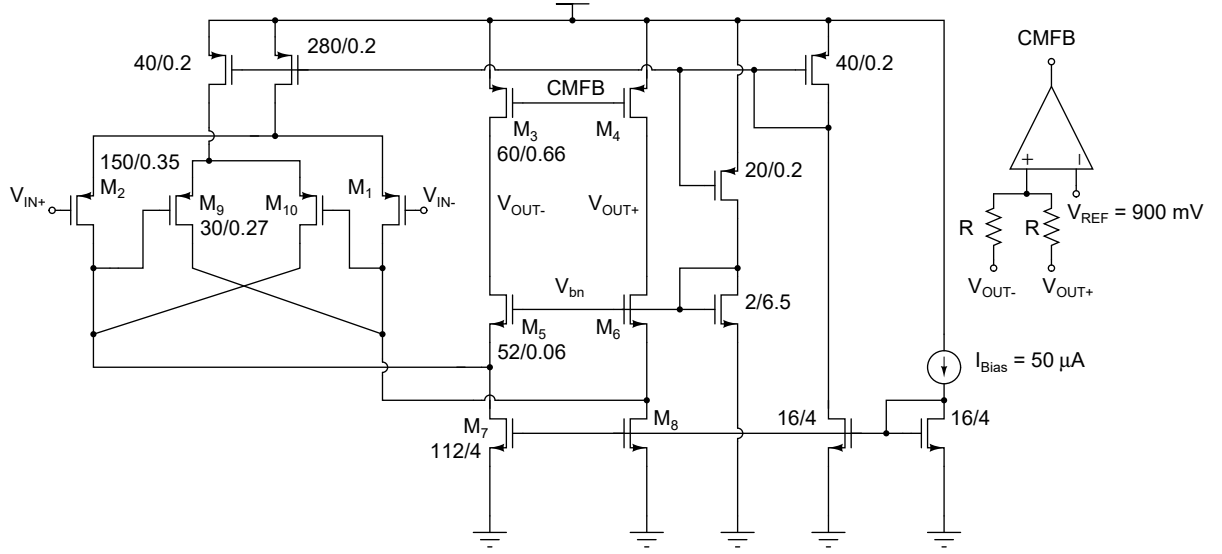 40/0.2
280/0.2
CMFB
40/0.2
CMFB
M3
M4
60/0.66
150/0.35
20/0.2
VIN+
M2
M9
M10
M1
VIN-
30/0.27
VOUT-
VOUT+
+
−
R
R
VREF = 900 mV
VOUT-
VOUT+
Vbn
2/6.5
M5
M6
52/0.06
IBias = 50 μA
M7
M8
112/4
16/4
16/4